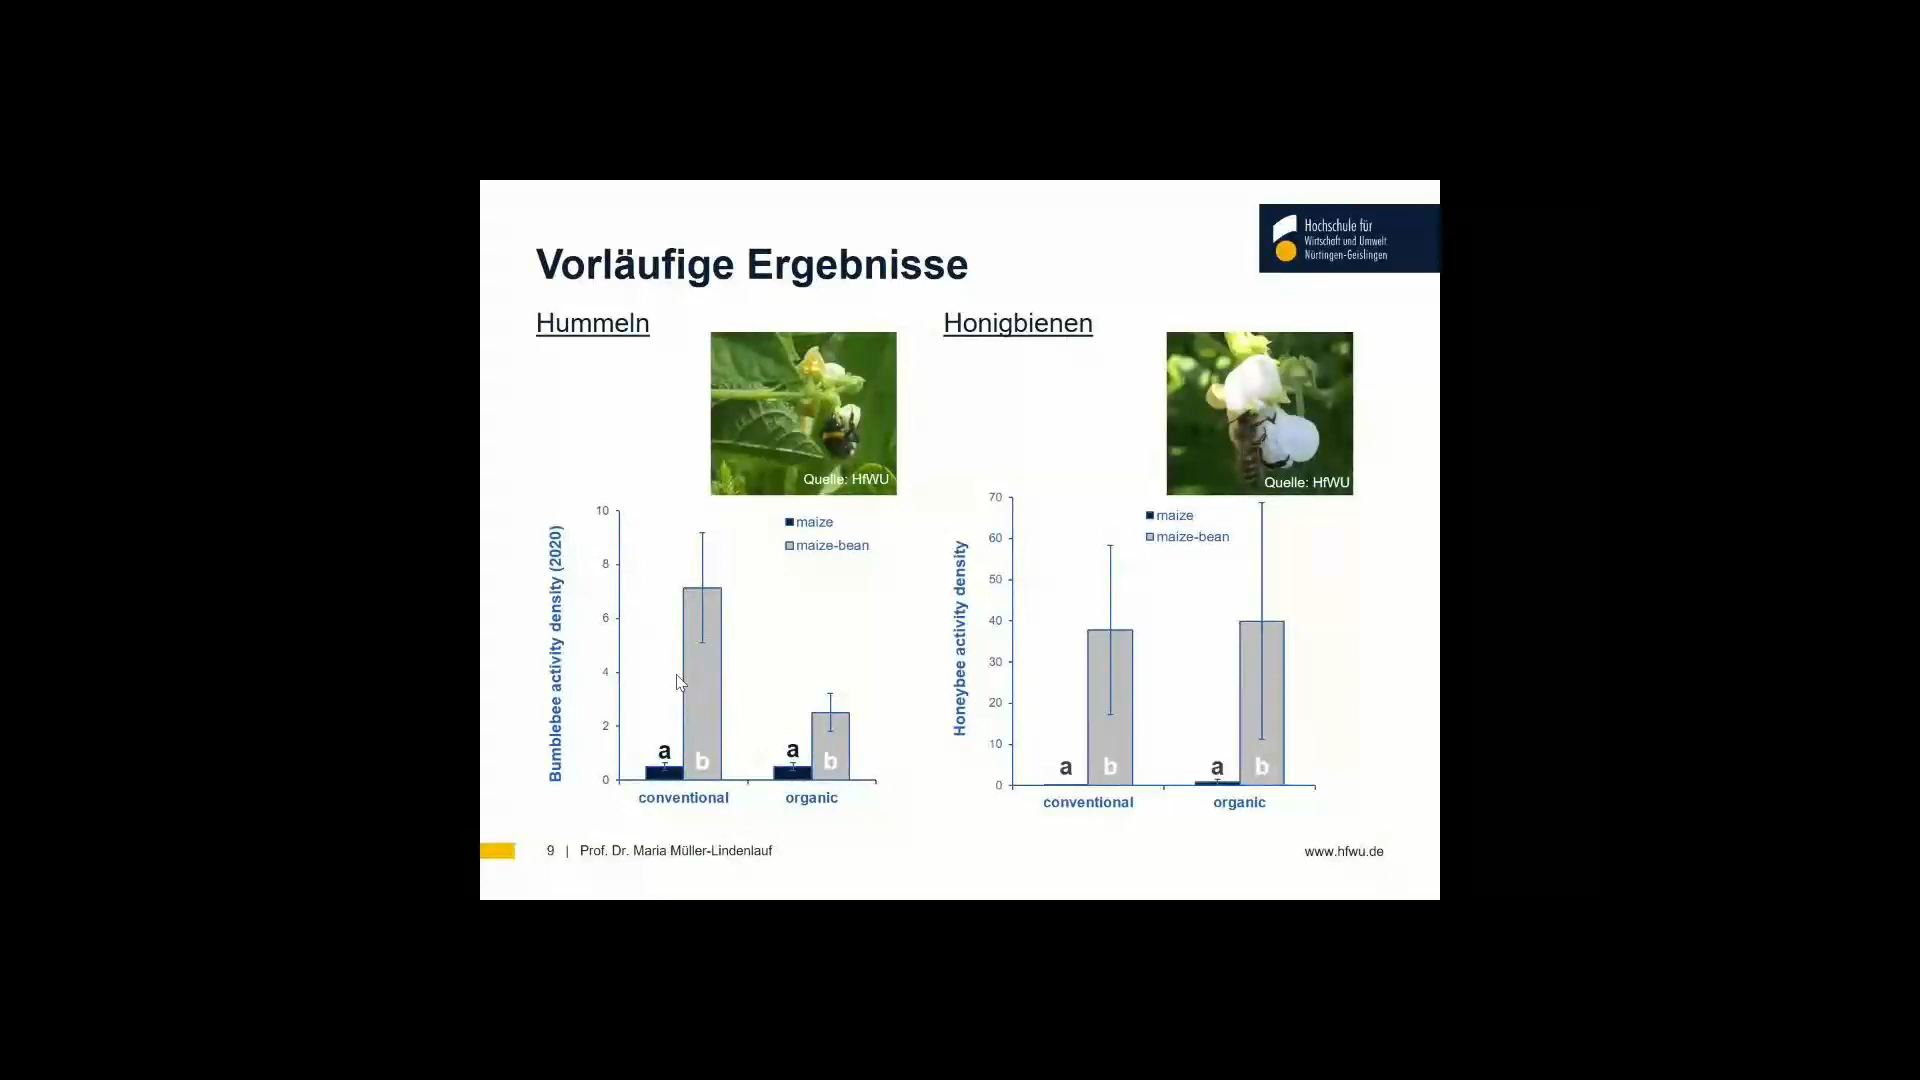 Hochschule für
Wirtschaft und Umwelt
Nürtingen-Geislingen
Vorläufige Ergebnisse
Hummeln
Honigbienen
Quelle: HfWU
Quelle: HfWU
Bumblebee activity density (2020)
10
8
6
4
2
0
maize
maize-bean
a
b
a
b
conventional
organic
Honeybee activity density
70
60
50
40
30
20
10
0
maize
maize-bean
a
b
a
b
conventional
organic
9 | Prof. Dr. Maria Müller-Lindenlauf
www.hfwu.de